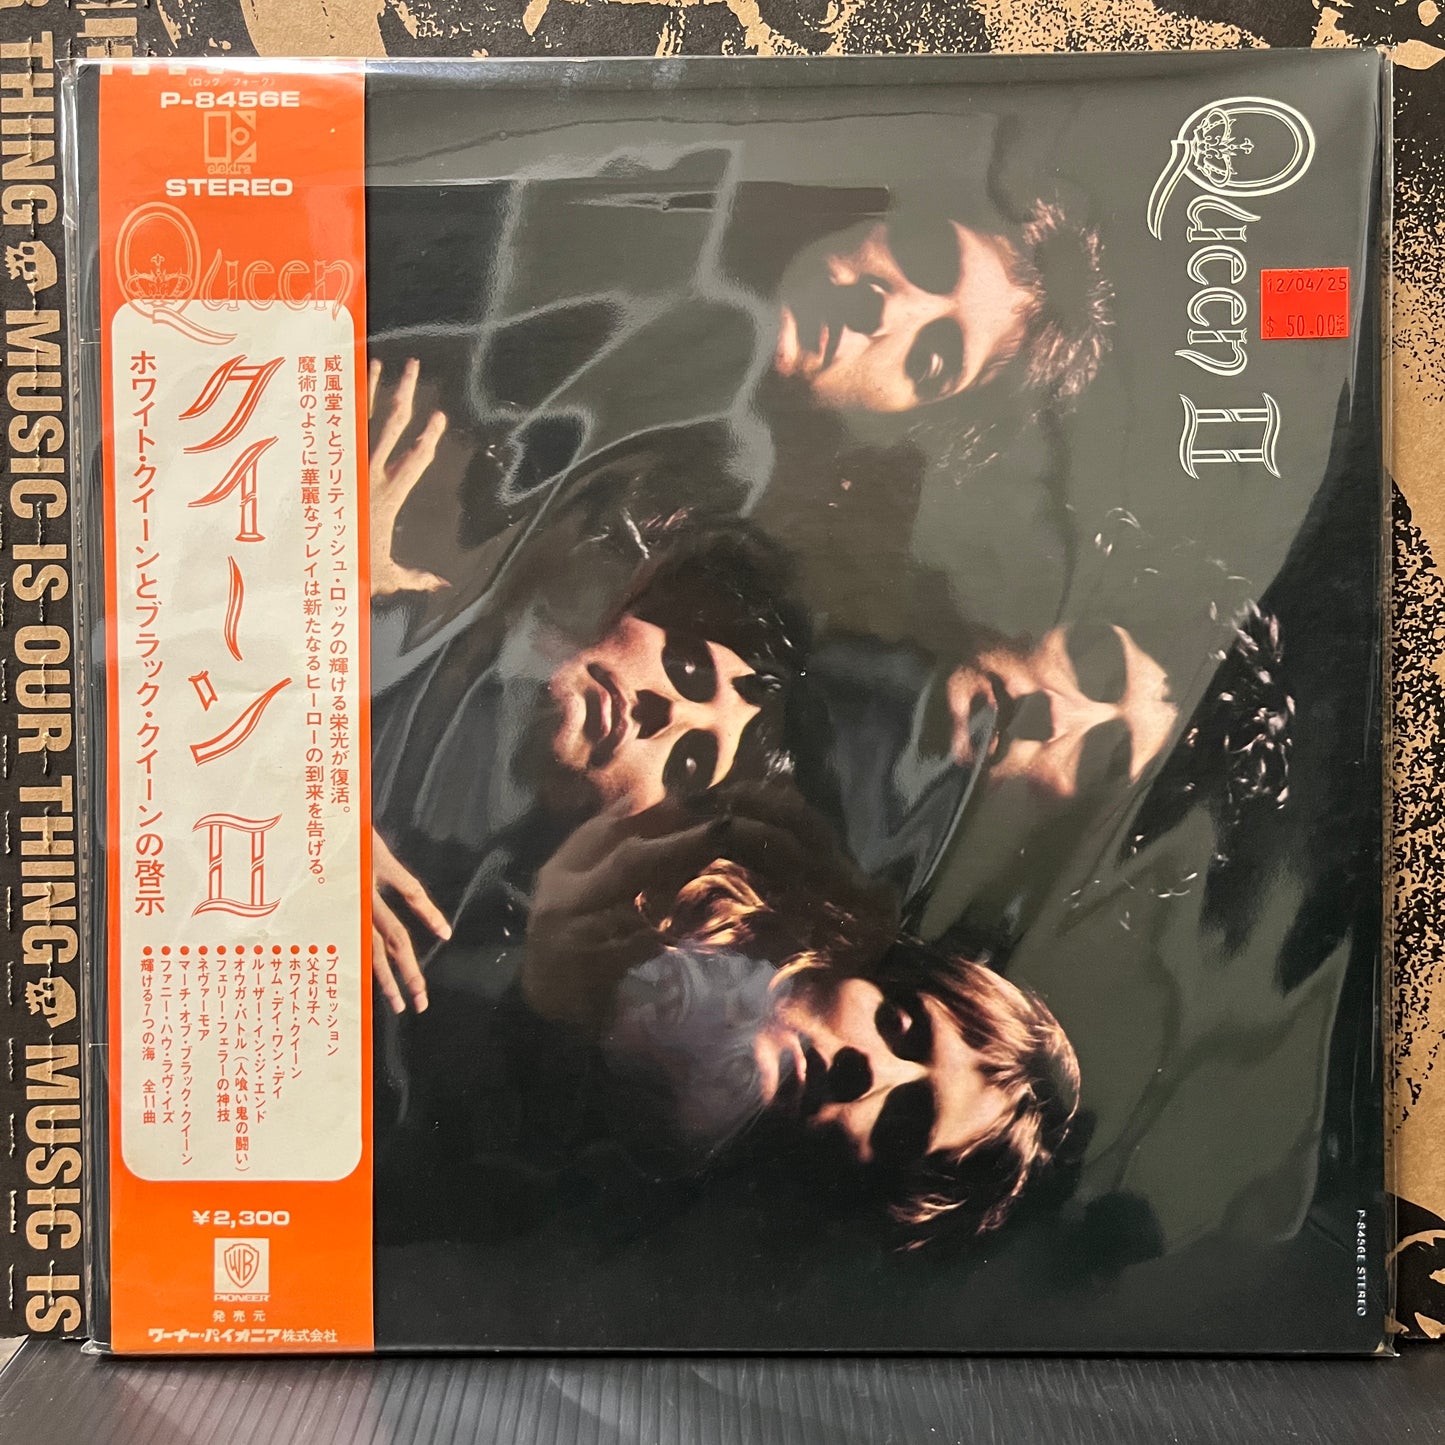 (ロック/フォーク)
P-8456E
elektra
STEREO
Queen
威風堂々とブリティッシュ・ロックの輝ける栄光が復活。
魔術のように華麗なプレイは新たなるヒーローの到来を告げる。
クイーン II
ホワイト・クイーンとブラック・クイーンの啓示
●プロセッション
●父より子へ
●ホワイト・クイーン
●サム・デイ・ワン・デイ
●ルーザー・イン・ジ・エンド
●オウガ・バトル(人喰い鬼の闘い)
●フェリー・フェラーの神技
●ネヴァーモア
●マーチ・オブ・ブラック・クイーン
●ファニー・ハウ・ラヴ・イズ
●輝ける7つの海 全11曲
¥2,300
WB
PIONEER
発売元
ワーナー・パイオニア株式会社
Queen II
12/04/25
$ 50.00
P-8456E STEREO
THING MUSIC IS OUR THING MUSIC IS